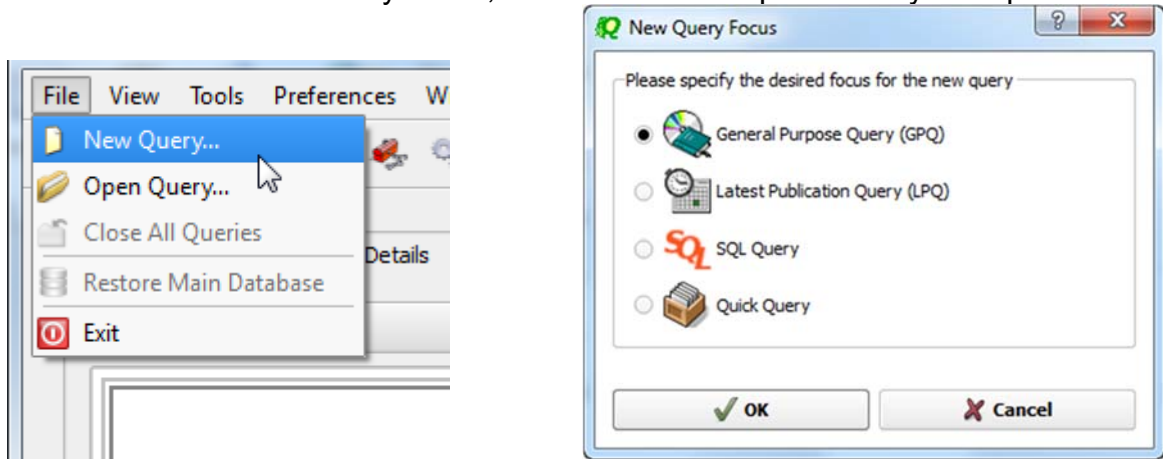 File View Tools Preferences W
New Query...
Open Query...
Close All Queries
Details
Restore Main Database
Exit
New Query Focus
Please specify the desired focus for the new query
General Purpose Query (GPQ)
Latest Publication Query (LPQ)
SQL SQL Query
Quick Query
OK Cancel